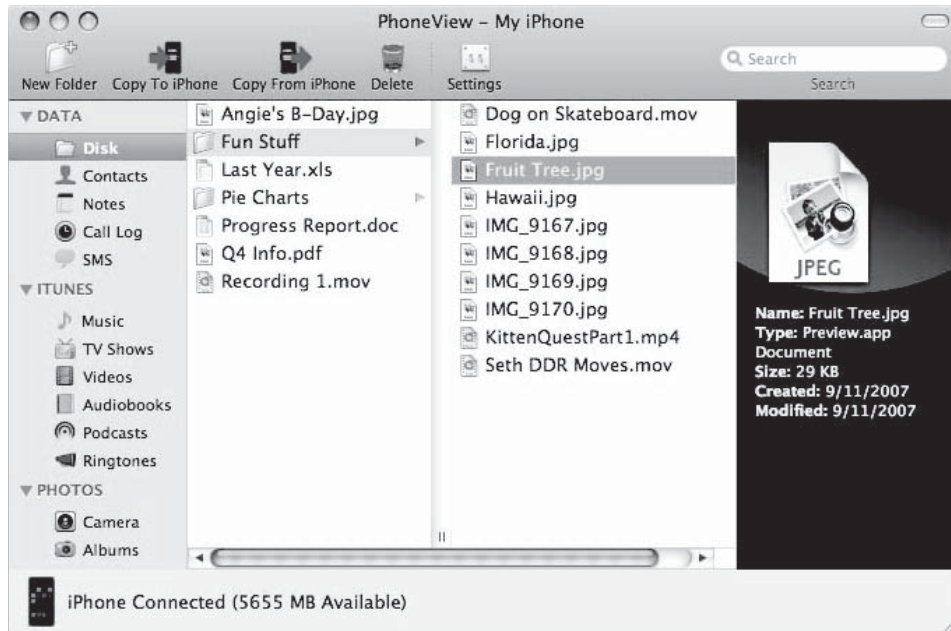 PhoneView – My iPhone
New Folder
Copy To iPhone
Copy From iPhone
Delete
Settings
Search
Search
DATA
Disk
Contacts
Notes
Call Log
SMS
ITUNES
Music
TV Shows
Videos
Audiobooks
Podcasts
Ringtones
PHOTOS
Camera
Albums
Angie's B-Day.jpg
Fun Stuff
Last Year.xls
Pie Charts
Progress Report.doc
Q4 Info.pdf
Recording 1.mov
Dog on Skateboard.mov
Florida.jpg
Fruit Tree.jpg
Hawaii.jpg
IMG_9167.jpg
IMG_9168.jpg
IMG_9169.jpg
IMG_9170.jpg
KittenQuestPart1.mp4
Seth DDR Moves.mov
JPEG
Name: Fruit Tree.jpg
Type: Preview.app
Document
Size: 29 KB
Created: 9/11/2007
Modified: 9/11/2007
iPhone Connected (5655 MB Available)